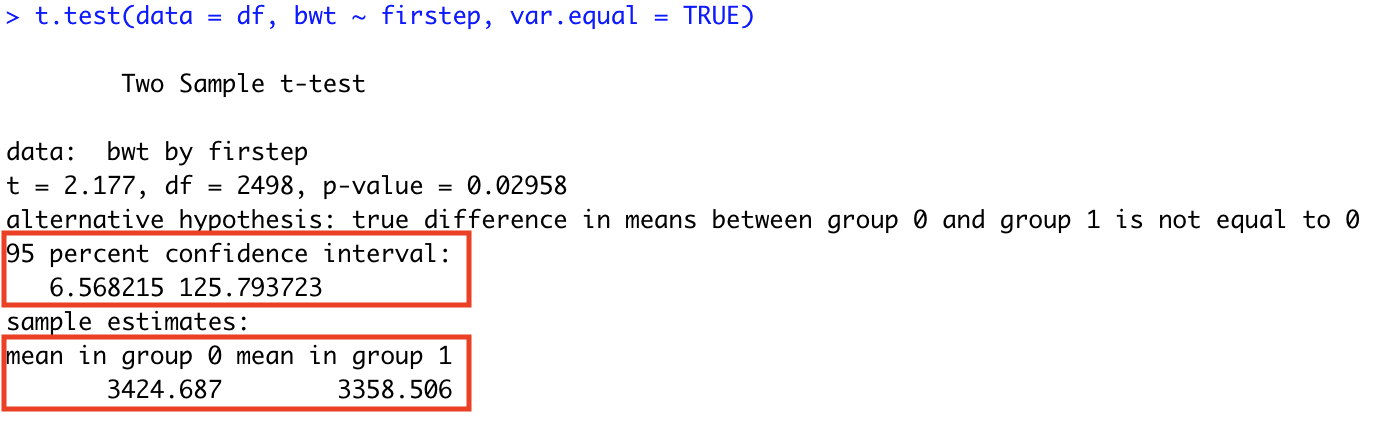 > t.test(data = df, bwt ~ firstep, var.equal = TRUE)
Two Sample t-test
data:  bwt by firstep
t = 2.177, df = 2498, p-value = 0.02958
alternative hypothesis: true difference in means between group 0 and group 1 is not equal to 0
95 percent confidence interval:
6.568215 125.793723
sample estimates:
mean in group 0 mean in group 1
3424.687 3358.506